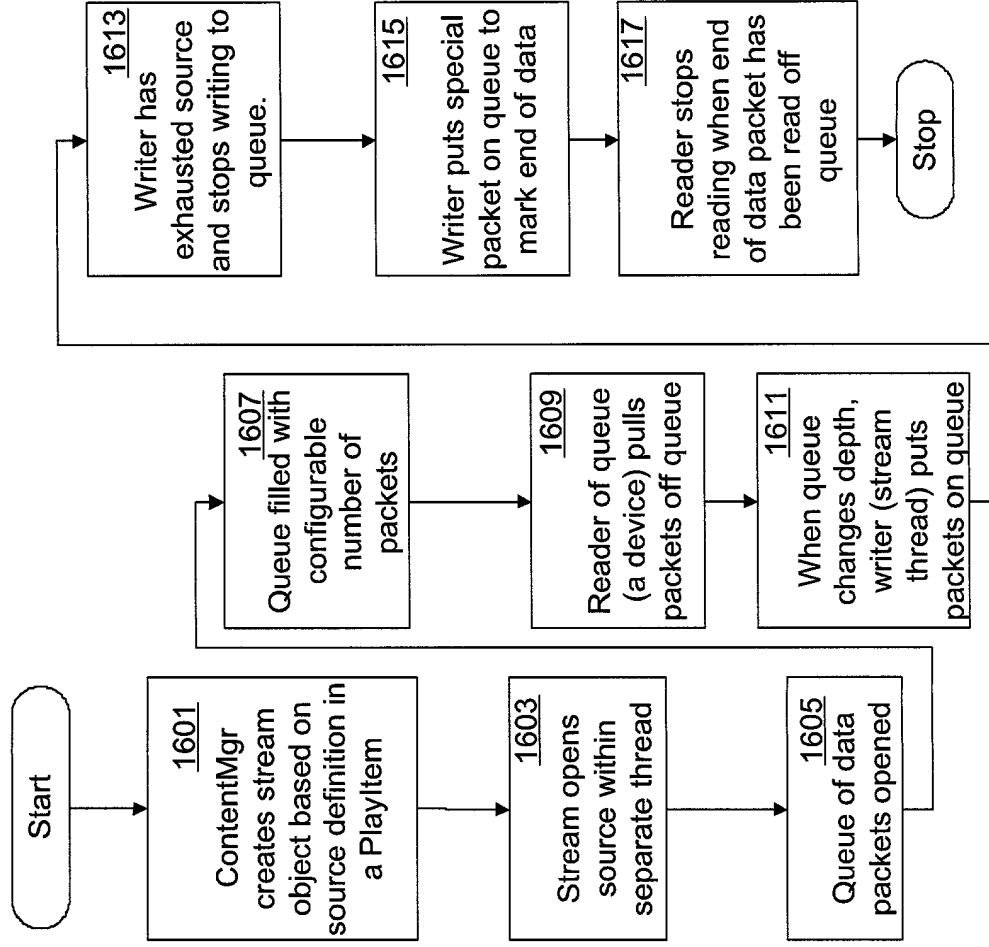 Start
1601
ContentMgr
creates stream
object based on
source definition in
a PlayItem
1603
Stream opens
source within
separate thread
1605
Queue of data
packets opened
1607
Queue filled with
configurable
number of
packets
1609
Reader of queue
(a device) pulls
packets off queue
1611
When queue
changes depth,
writer (stream
thread) puts
packets on queue
1613
Writer has
exhausted source
and stops writing to
queue.
1615
Writer puts special
packet on queue to
mark end of data
1617
Reader stops
reading when end
of data packet has
been read off
queue
Stop